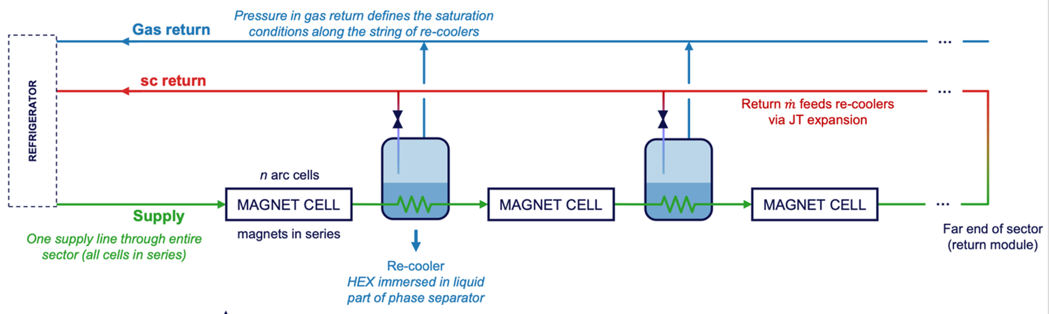 Gas return
Pressure in gas return defines the saturation
conditions along the string of re-coolers
...
sc return
...
REFRIGERATOR
Return ṁ feeds re-coolers
via JT expansion
n arc cells
MAGNET CELL
MAGNET CELL
MAGNET CELL
...
Supply
magnets in series
One supply line through entire
sector (all cells in series)
Far end of sector
(return module)
Re-cooler
HEX immersed in liquid
part of phase separator